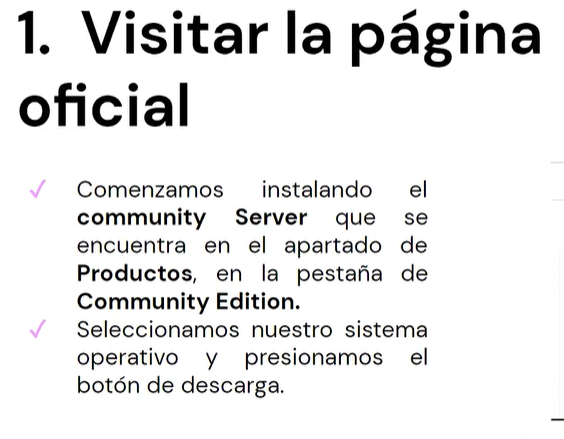 1. Visitar la página
oficial
✓ Comenzamos instalando el
community Server que se
encuentra en el apartado de
Productos, en la pestaña de
Community Edition.
✓ Seleccionamos nuestro sistema
operativo y presionamos el
botón de descarga.